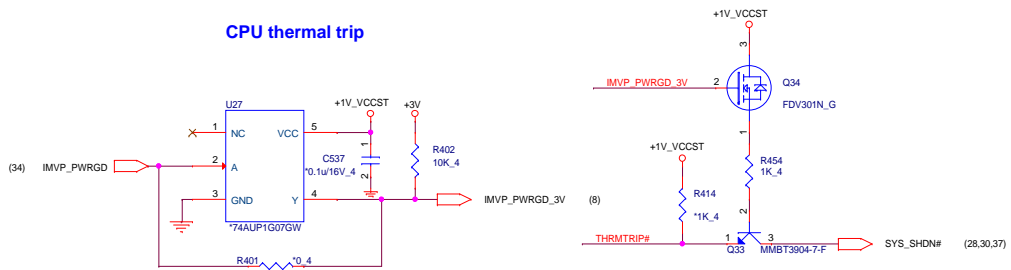 CPU thermal trip
U27
1 NC VCC 5
2 A
3 GND Y 4
*74AUP1G07GW
(34) IMVP_PWRGD
+1V_VCCST
+3V
1
C537
*0.1u/16V_4
2
R402
10K_4
IMVP_PWRGD_3V (8)
R401 *0_4
+1V_VCCST
3
IMVP_PWRGD_3V 2
Q34
FDV301N_G
1
R454
1K_4
+1V_VCCST
R414
*1K_4
2
THRMTRIP# 1 3
Q33 MMBT3904-7-F
SYS_SHDN# (28,30,37)